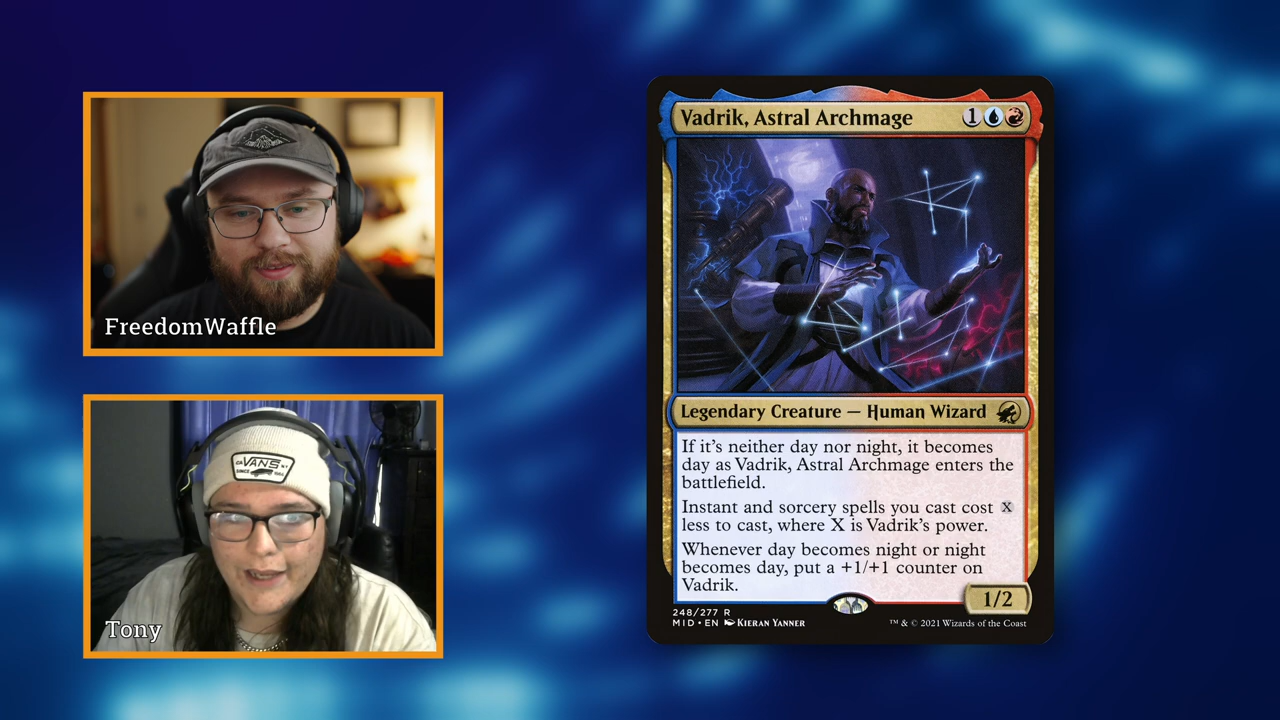 FreedomWaffle
VANS
SINCE
Tony
Vadrik, Astral Archmage 1
Legendary Creature — Human Wizard
If it's neither day nor night, it becomes
day as Vadrik, Astral Archmage enters the
battlefield.
Instant and sorcery spells you cast cost X
less to cast, where X is Vadrik's power.
Whenever day becomes night or night
becomes day, put a +1/+1 counter on
Vadrik.
1/2
248/277 R
MID • EN KIERAN YANNER
™ & © 2021 Wizards of the Coast